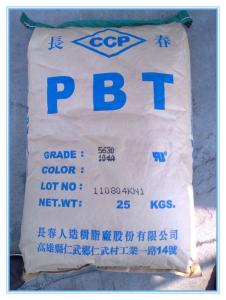 長 CCP 春
PBT
GRADE : 5630
104A
COLOR :
LOT NO : 110804KN1
NET.WT: 25 KGS.
長春人造樹脂廠股份有限公司
高雄縣仁武鄉仁武村工業一路14號